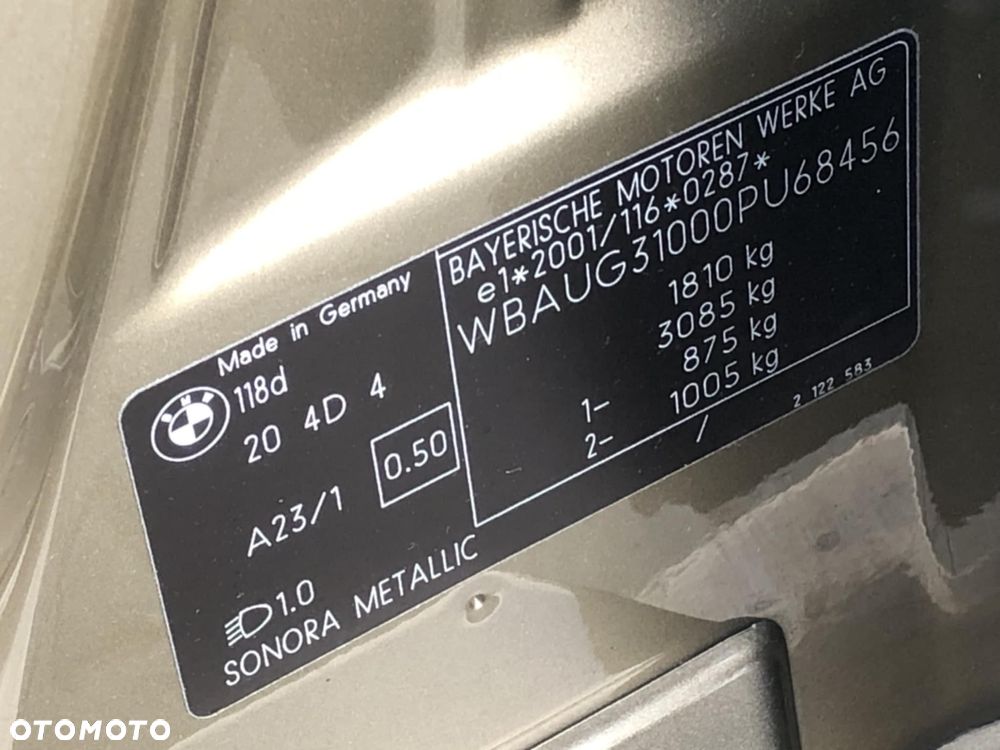 Made in Germany
BMW
118d
20 4D 4
A23/1
0.50
1.0
SONORA METALLIC
BAYERISCHE MOTOREN WERKE AG
e1*2001/116*0287*
WBAUG31000PU68456
1810 kg
3085 kg
1- 875 kg
2- 1005 kg
/
2 122 583
OTOMOTO